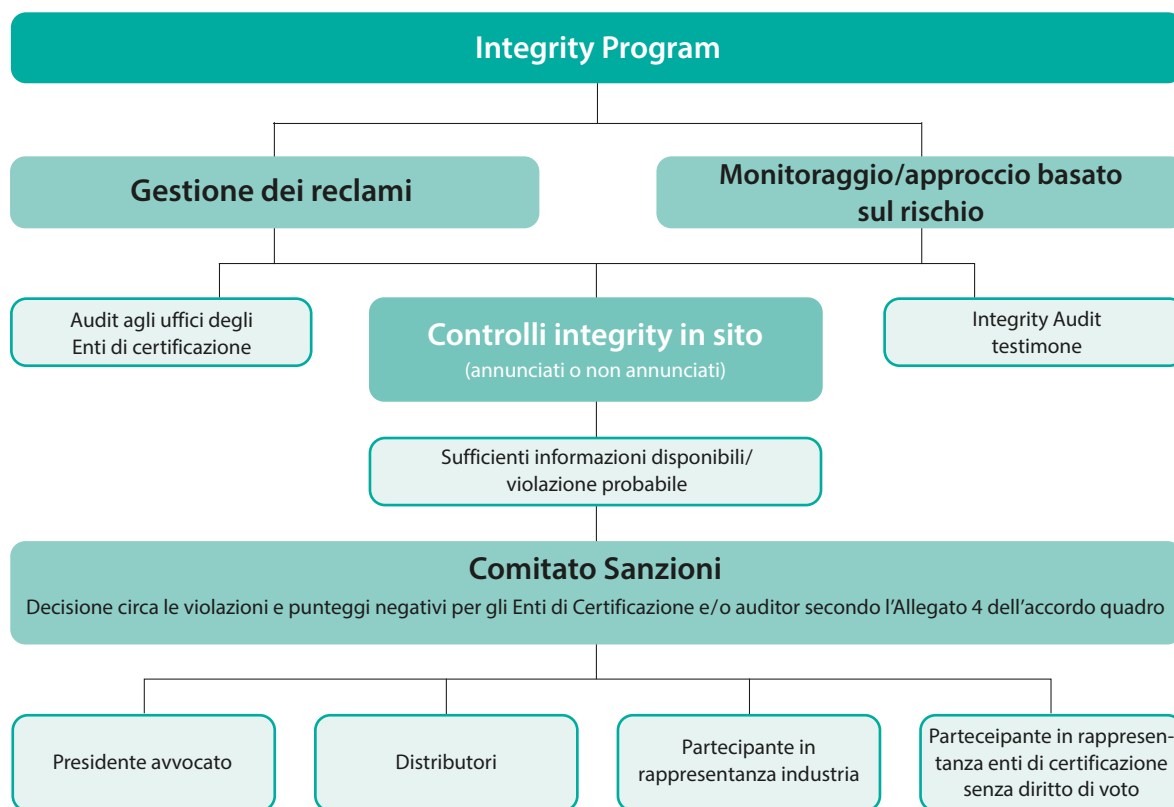 Integrity Program
Gestione dei reclami
Monitoraggio/approccio basato
sul rischio
Audit agli uffici degli
Enti di certificazione
Controlli integrity in sito
(annunciati o non annunciati)
Integrity Audit
testimone
Sufficienti informazioni disponibili/
violazione probabile
Comitato Sanzioni
Decisione circa le violazioni e punteggi negativi per gli Enti di Certificazione e/o auditor secondo l’Allegato 4 dell’accordo quadro
Presidente avvocato
Distributori
Partecipante in
rappresentanza industria
Parteceipante in rappresen-
tanza enti di certificazione
senza diritto di voto